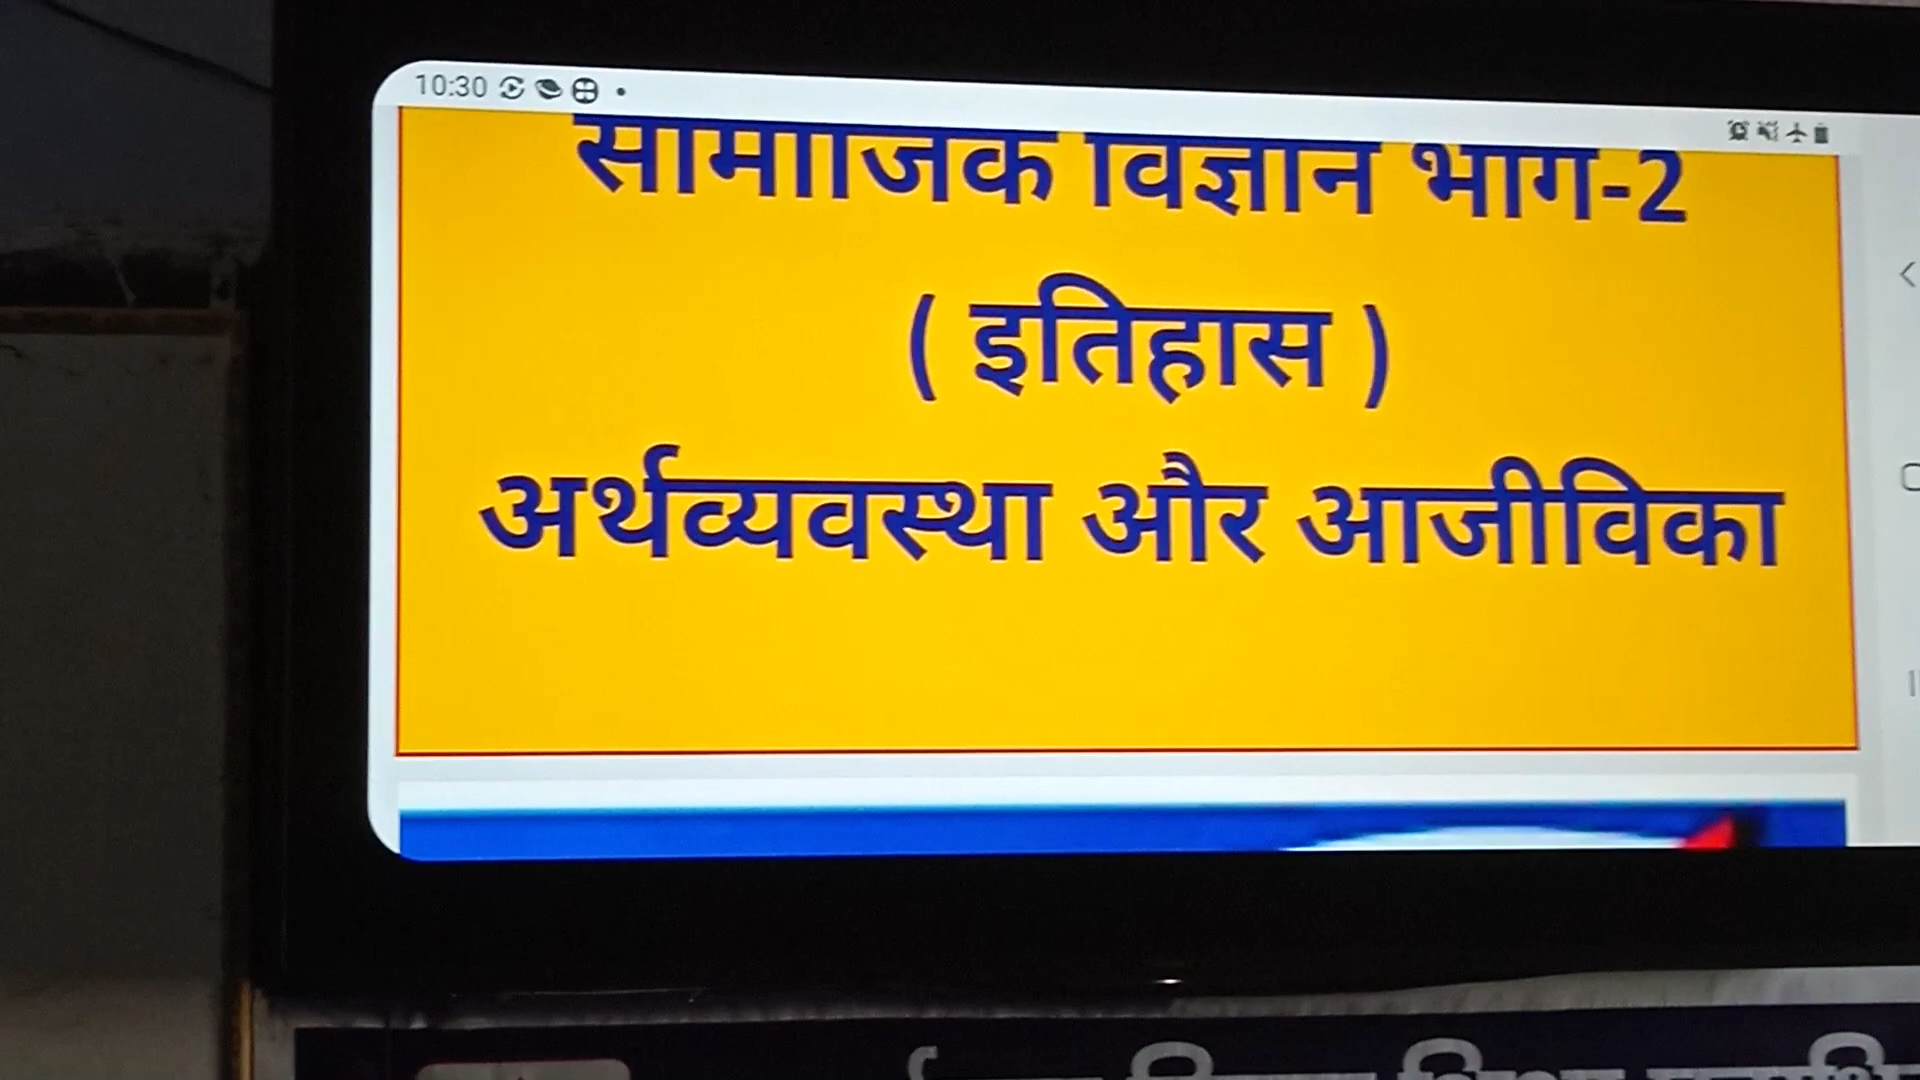 10:30
सामाजिक विज्ञान भाग-2
( इतिहास )
अर्थव्यवस्था और आजीविका